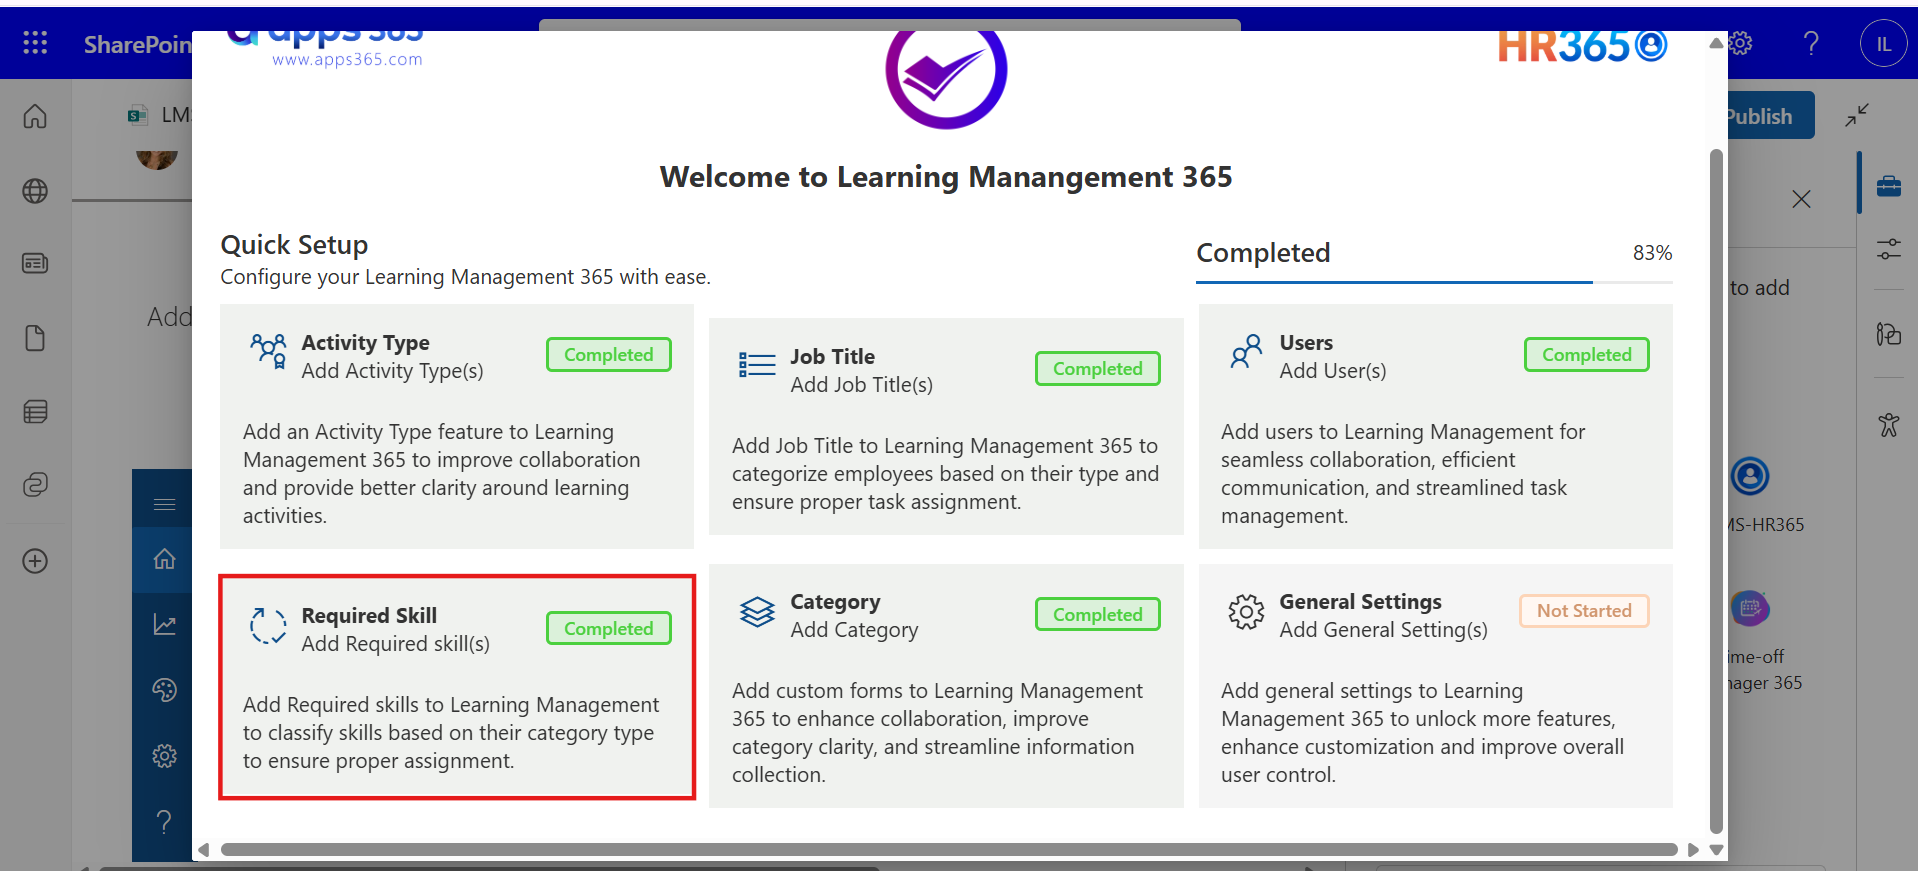 SharePoin
IL
apps 365
www.apps365.com
HR365
LM
Publish
Welcome to Learning Manangement 365
Quick Setup
Configure your Learning Management 365 with ease.
Completed
83%
to add
Add
Activity Type
Add Activity Type(s)
Completed
Add an Activity Type feature to Learning
Management 365 to improve collaboration
and provide better clarity around learning
activities.
Job Title
Add Job Title(s)
Completed
Add Job Title to Learning Management 365 to
categorize employees based on their type and
ensure proper task assignment.
Users
Add User(s)
Completed
Add users to Learning Management for
seamless collaboration, efficient
communication, and streamlined task
management.
MS-HR365
Required Skill
Add Required skill(s)
Completed
Add Required skills to Learning Management
to classify skills based on their category type
to ensure proper assignment.
Category
Add Category
Completed
Add custom forms to Learning Management
365 to enhance collaboration, improve
category clarity, and streamline information
collection.
General Settings
Add General Setting(s)
Not Started
Add general settings to Learning
Management 365 to unlock more features,
enhance customization and improve overall
user control.
ime-off
nager 365